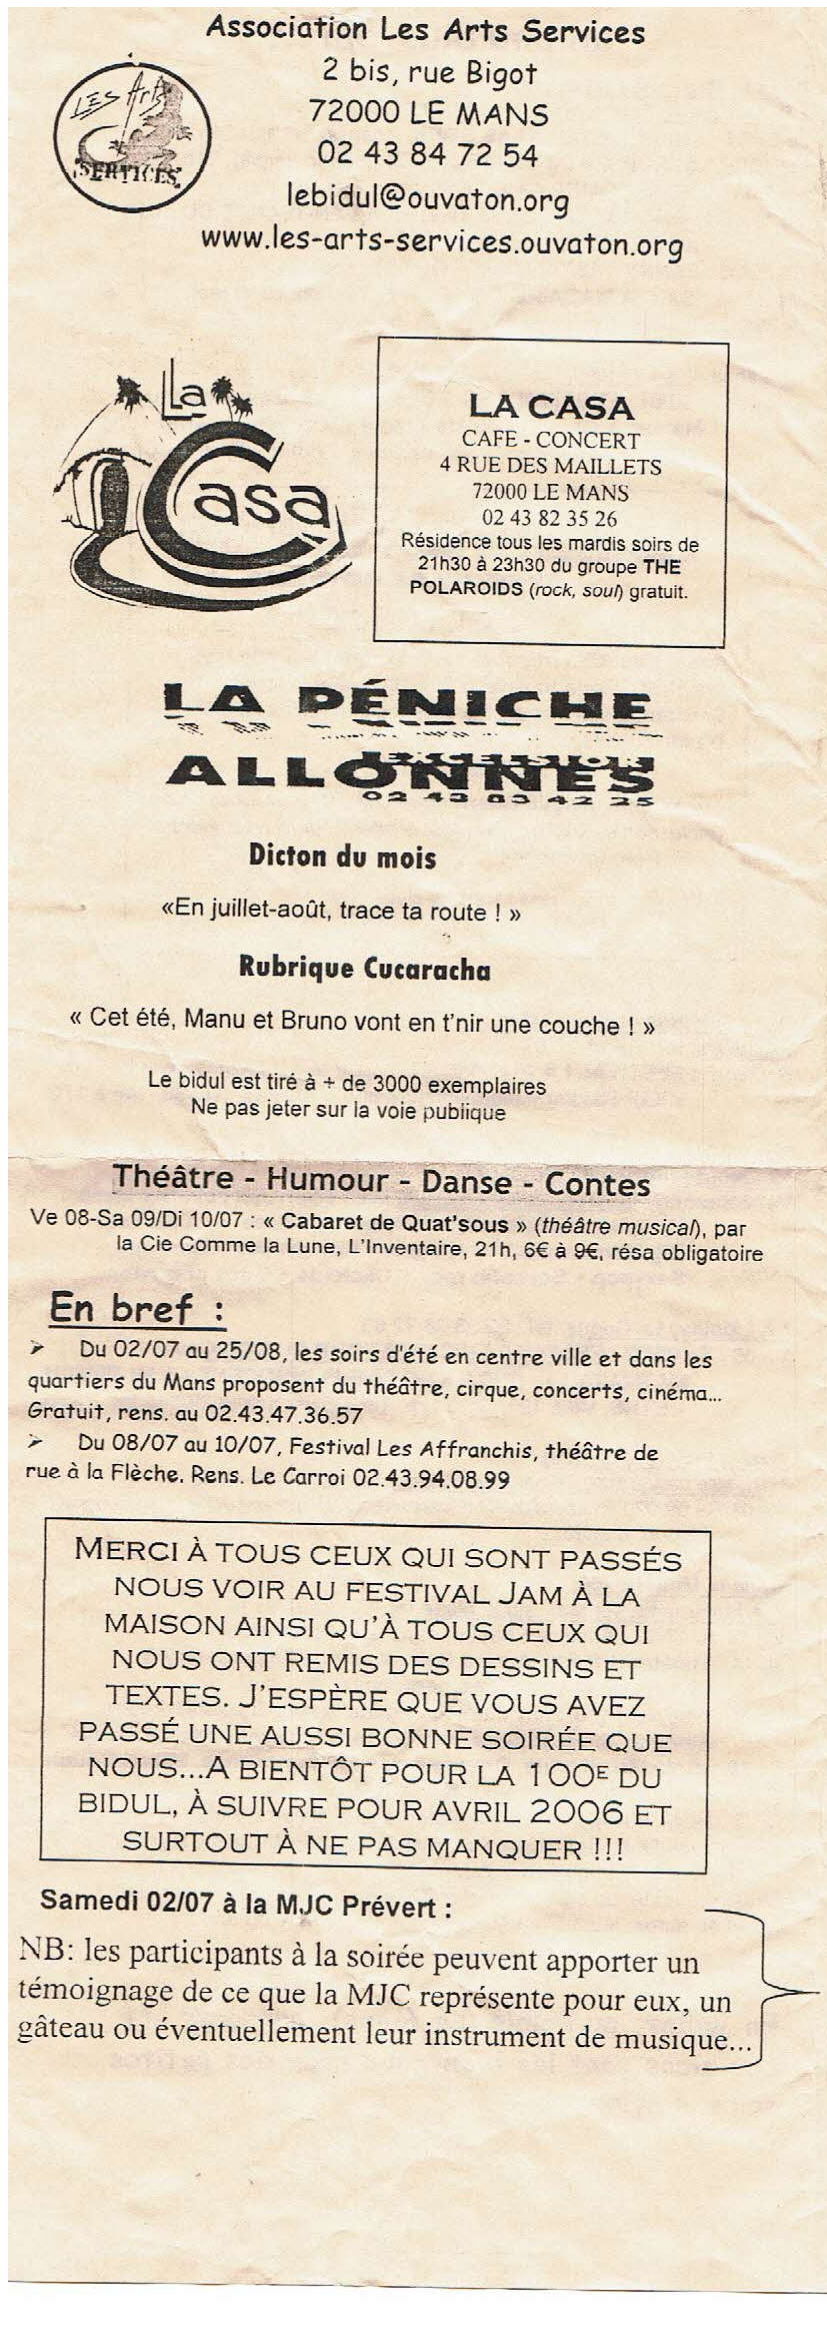 Association Les Arts Services
2 bis, rue Bigot
72000 LE MANS
02 43 84 72 54
lebidul@ouvaton.org
www.les-arts-services.ouvaton.org
LES Arts
SERVICES
La
Casa
LA CASA
CAFE - CONCERT
4 RUE DES MAILLETS
72000 LE MANS
02 43 82 35 26
Résidence tous les mardis soirs de
21h30 à 23h30 du groupe THE
POLAROIDS (rock, soul) gratuit.
LA PÉNICHE
EXCELSIOR
ALLONNES
02 43 83 42 25
Dicton du mois
«En juillet-août, trace ta route ! »
Rubrique Cucaracha
« Cet été, Manu et Bruno vont en t'nir une couche ! »
Le bidul est tiré à + de 3000 exemplaires
Ne pas jeter sur la voie publique
Théâtre - Humour - Danse - Contes
Ve 08-Sa 09/Di 10/07 : « Cabaret de Quat'sous » (théâtre musical), par
la Cie Comme la Lune, L'Inventaire, 21h, 6€ à 9€, résa obligatoire
En bref :
➢ Du 02/07 au 25/08, les soirs d'été en centre ville et dans les
quartiers du Mans proposent du théâtre, cirque, concerts, cinéma...
Gratuit, rens. au 02.43.47.36.57
➢ Du 08/07 au 10/07, Festival Les Affranchis, théâtre de
rue à la Flèche. Rens. Le Carroi 02.43.94.08.99
MERCI À TOUS CEUX QUI SONT PASSÉS
NOUS VOIR AU FESTIVAL JAM À LA
MAISON AINSI QU'À TOUS CEUX QUI
NOUS ONT REMIS DES DESSINS ET
TEXTES. J'ESPÈRE QUE VOUS AVEZ
PASSÉ UNE AUSSI BONNE SOIRÉE QUE
NOUS...A BIENTÔT POUR LA 100E DU
BIDUL, À SUIVRE POUR AVRIL 2006 ET
SURTOUT À NE PAS MANQUER !!!
Samedi 02/07 à la MJC Prévert :
NB: les participants à la soirée peuvent apporter un
témoignage de ce que la MJC représente pour eux, un
gâteau ou éventuellement leur instrument de musique...